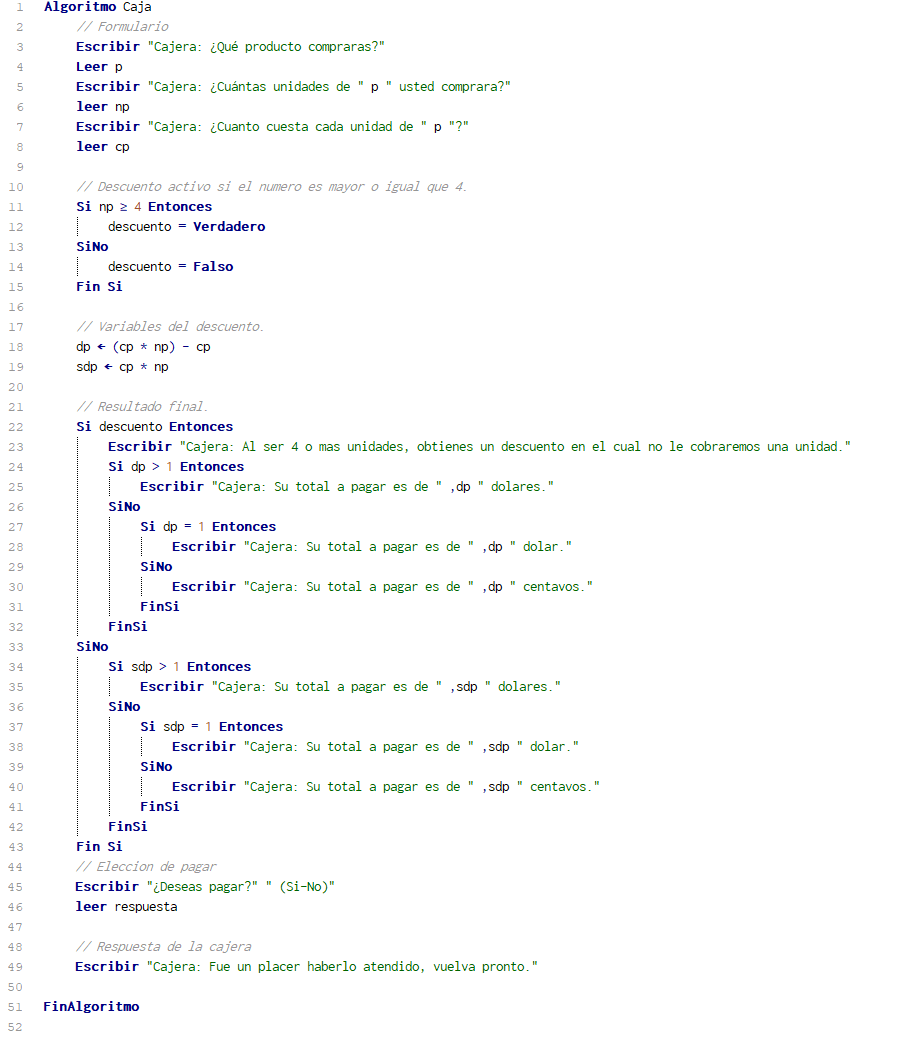 1 Algoritmo Caja
2 // Formulario
3 Escribir "Cajera: ¿Qué producto compraras?"
4 Leer p
5 Escribir "Cajera: ¿Cuántas unidades de " p " usted comprara?"
6 leer np
7 Escribir "Cajera: ¿Cuanto cuesta cada unidad de " p "?"
8 leer cp
9
10 // Descuento activo si el numero es mayor o igual que 4.
11 Si np ≥ 4 Entonces
12 descuento = Verdadero
13 SiNo
14 descuento = Falso
15 Fin Si
16
17 // Variables del descuento.
18 dp ← (cp * np) - cp
19 sdp ← cp * np
20
21 // Resultado final.
22 Si descuento Entonces
23 Escribir "Cajera: Al ser 4 o mas unidades, obtienes un descuento en el cual no le cobraremos una unidad."
24 Si dp > 1 Entonces
25 Escribir "Cajera: Su total a pagar es de " ,dp " dolares."
26 SiNo
27 Si dp = 1 Entonces
28 Escribir "Cajera: Su total a pagar es de " ,dp " dolar."
29 SiNo
30 Escribir "Cajera: Su total a pagar es de " ,dp " centavos."
31 FinSi
32 FinSi
33 SiNo
34 Si sdp > 1 Entonces
35 Escribir "Cajera: Su total a pagar es de " ,sdp " dolares."
36 SiNo
37 Si sdp = 1 Entonces
38 Escribir "Cajera: Su total a pagar es de " ,sdp " dolar."
39 SiNo
40 Escribir "Cajera: Su total a pagar es de " ,sdp " centavos."
41 FinSi
42 FinSi
43 Fin Si
44 // Eleccion de pagar
45 Escribir "¿Deseas pagar?" " (Si-No)"
46 leer respuesta
47
48 // Respuesta de la cajera
49 Escribir "Cajera: Fue un placer haberlo atendido, vuelva pronto."
50
51 FinAlgoritmo
52